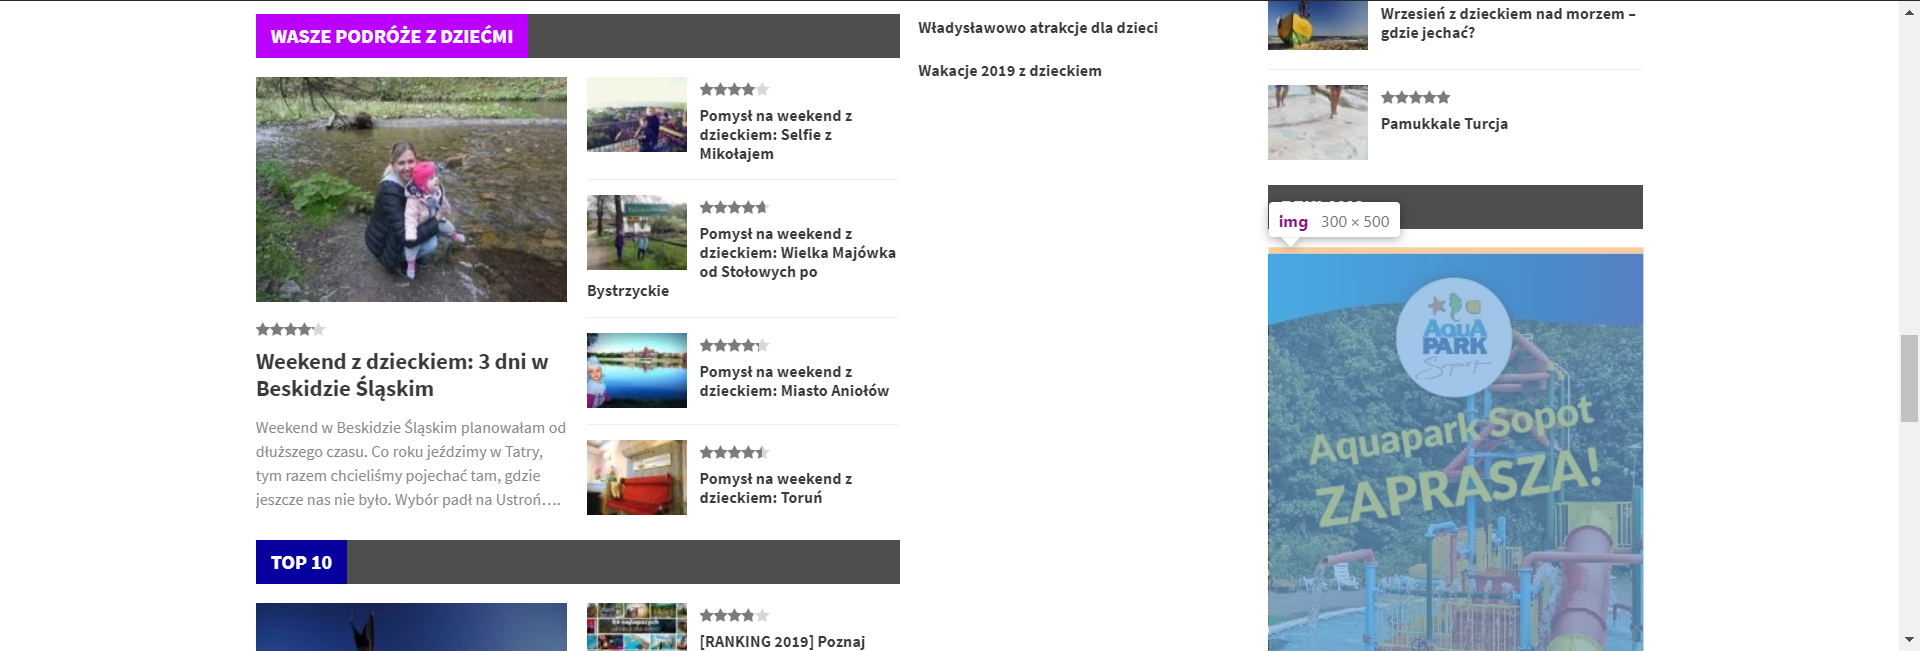 WASZE PODRÓŻE Z DZIEĆMI
Weekend z dzieckiem: 3 dni w
Beskidzie Śląskim
Weekend w Beskidzie Śląskim planowałam od
dłuższego czasu. Co roku jeździmy w Tatry,
tym razem chcieliśmy pojechać tam, gdzie
jeszcze nas nie było. Wybór padł na Ustroń….
Pomysł na weekend z
dzieckiem: Selfie z
Mikołajem
Pomysł na weekend z
dzieckiem: Wielka Majówka
od Stołowych po
Bystrzyckie
Pomysł na weekend z
dzieckiem: Miasto Aniołów
Pomysł na weekend z
dzieckiem: Toruń
TOP 10
[RANKING 2019] Poznaj
Władysławowo atrakcje dla dzieci
Wakacje 2019 z dzieckiem
Wrzesień z dzieckiem nad morzem –
gdzie jechać?
Pamukkale Turcja
img 300 × 500
AQUA
PARK
Sopot
Aquapark Sopot
ZAPRASZA!